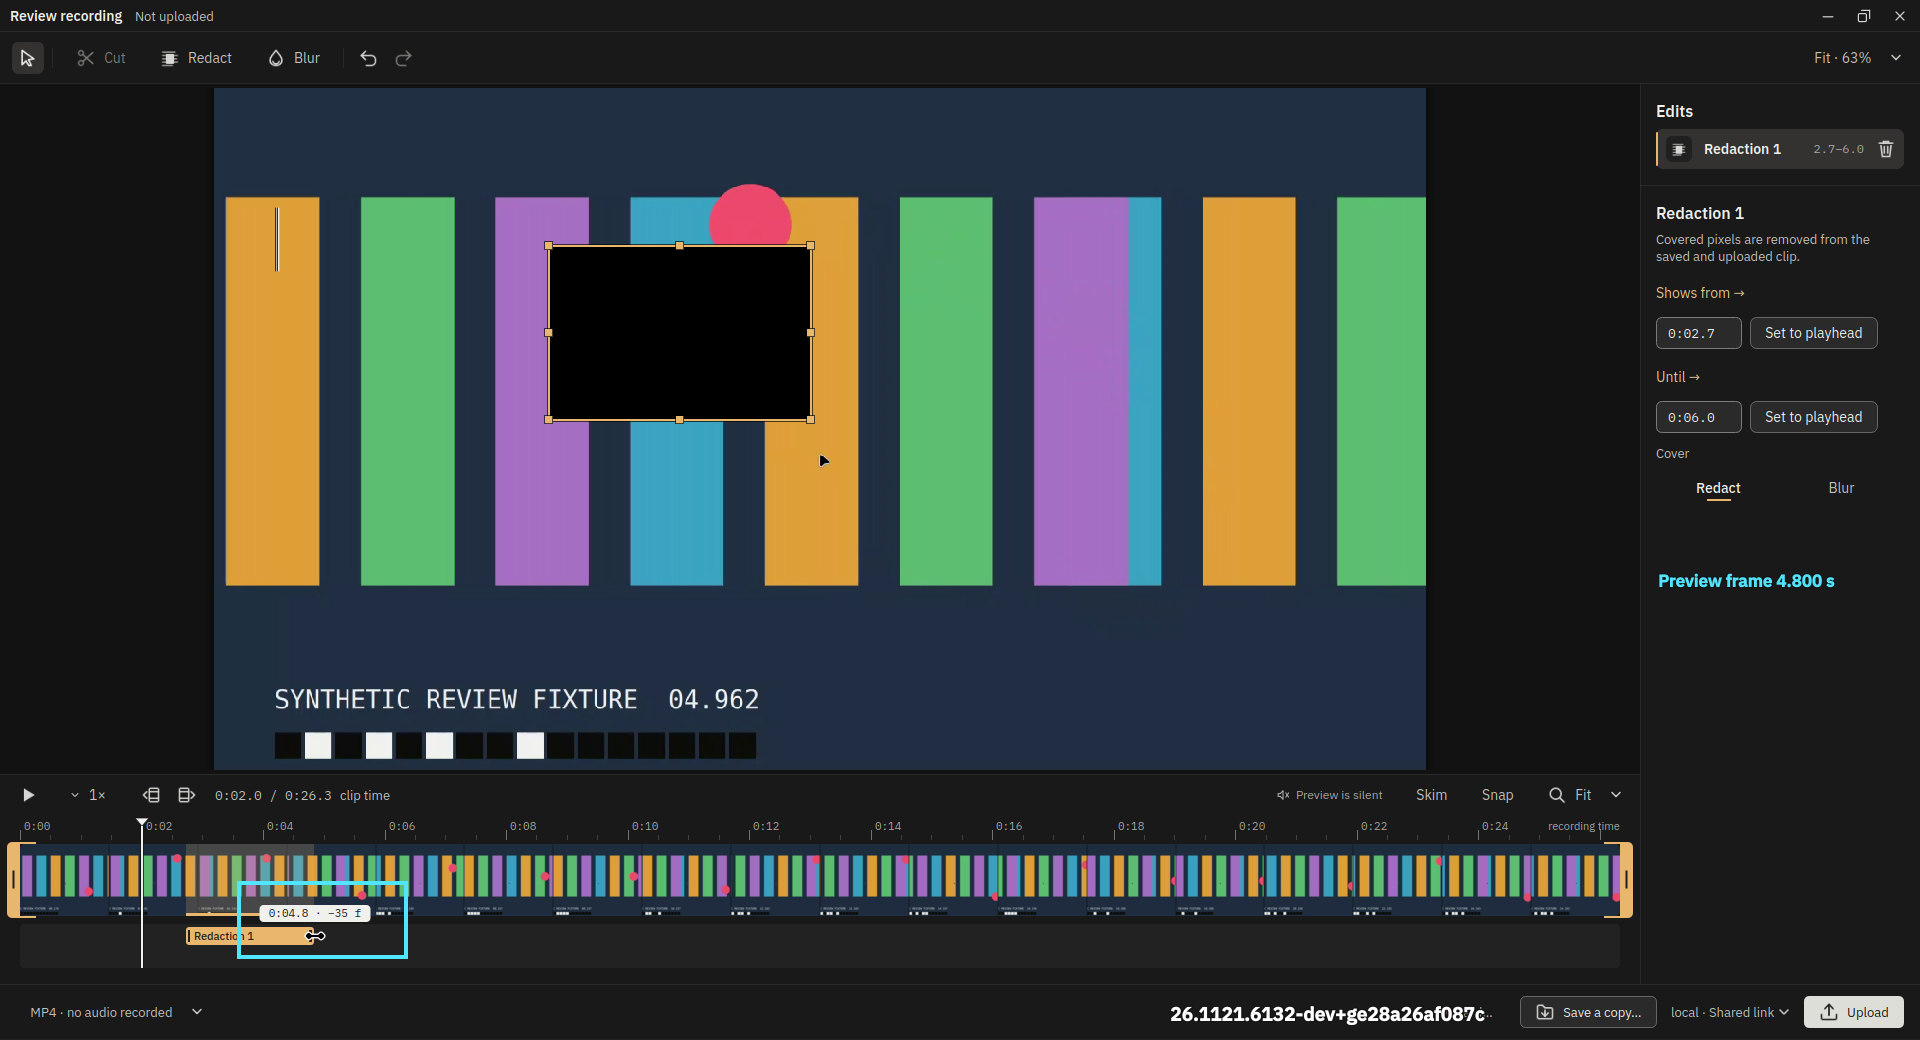 Review recording Not uploaded
Cut Redact Blur Fit · 63%
Edits
Redaction 1 2.7–6.0
Redaction 1
Covered pixels are removed from the
saved and uploaded clip.
Shows from →
0:02.7 Set to playhead
Until →
0:06.0 Set to playhead
Cover
Redact Blur
Preview frame 4.800 s
SYNTHETIC REVIEW FIXTURE 04.962
1× 0:02.0 / 0:26.3 clip time Preview is silent Skim Snap Fit
0:00 0:02 0:04 0:06 0:08 0:10 0:12 0:14 0:16 0:18 0:20 0:22 0:24 recording time
0:04.8 · −35 f
Redaction 1
MP4 · no audio recorded 26.1121.6132-dev+ge28a26af087c Save a copy... local · Shared link Upload